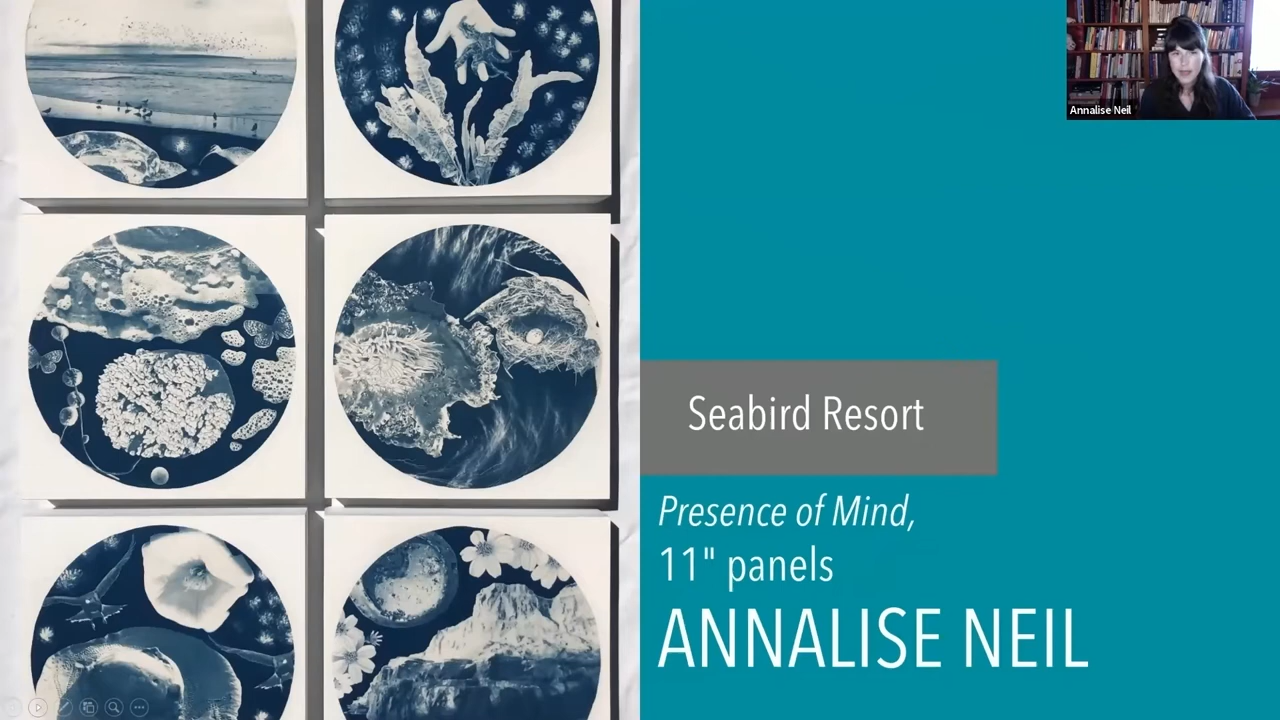 Annalise Neil
Seabird Resort
Presence of Mind,
11" panels
ANNALISE NEIL